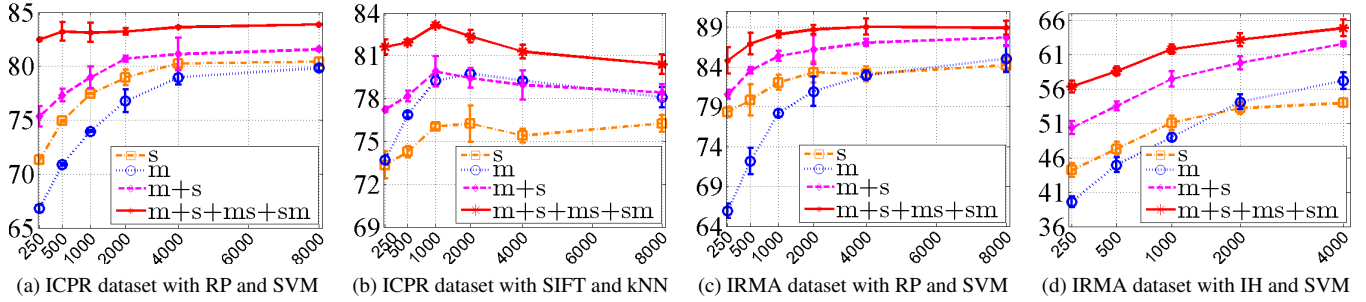 85
80
75
70
65
250
500
1000
2000
4000
6000
8000
s
m
m+s
m+s+ms+sm
(a) ICPR dataset with RP and SVM
84
81
78
75
72
69
250
500
1000
2000
4000
6000
8000
s
m
m+s
m+s+ms+sm
(b) ICPR dataset with SIFT and kNN
89
84
79
74
69
64
250
500
1000
2000
4000
6000
8000
s
m
m+s
m+s+ms+sm
(c) IRMA dataset with RP and SVM
66
61
56
51
46
41
36
250
500
1000
2000
4000
s
m
m+s
m+s+ms+sm
(d) IRMA dataset with IH and SVM